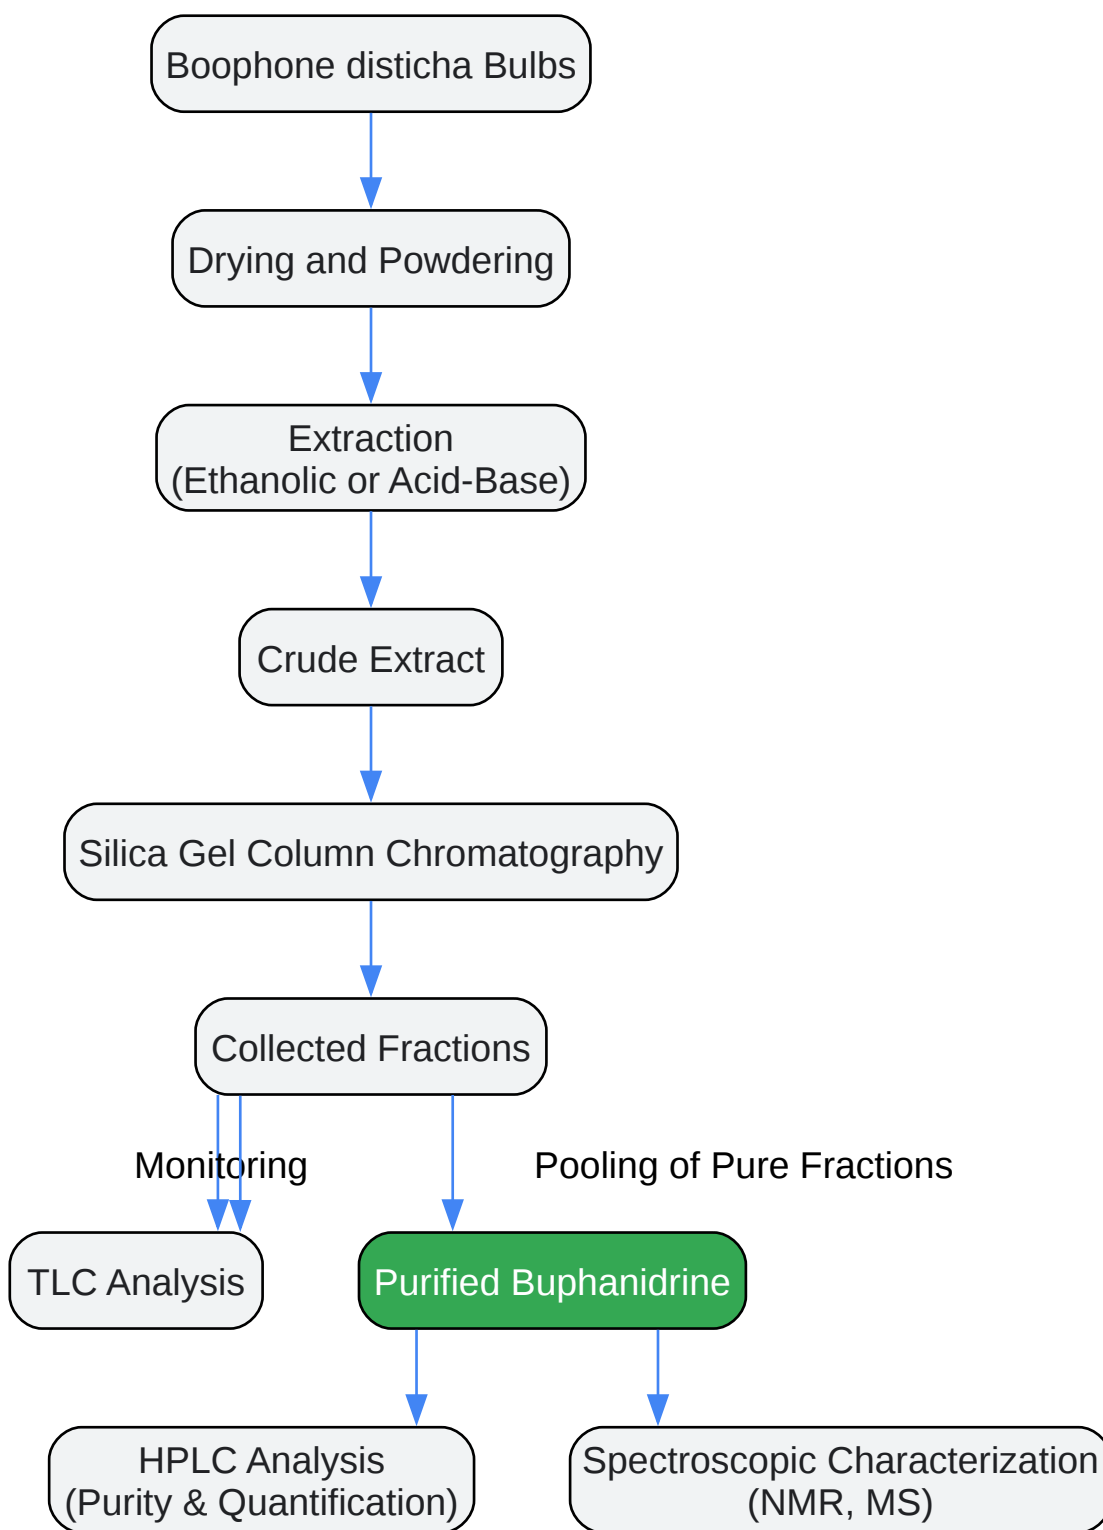 Boophone disticha Bulbs
Drying and Powdering
Extraction
(Ethanolic or Acid-Base)
Crude Extract
Silica Gel Column Chromatography
Collected Fractions
Monitoring
Pooling of Pure Fractions
TLC Analysis
Purified Buphanidrine
HPLC Analysis
(Purity & Quantification)
Spectroscopic Characterization
(NMR, MS)